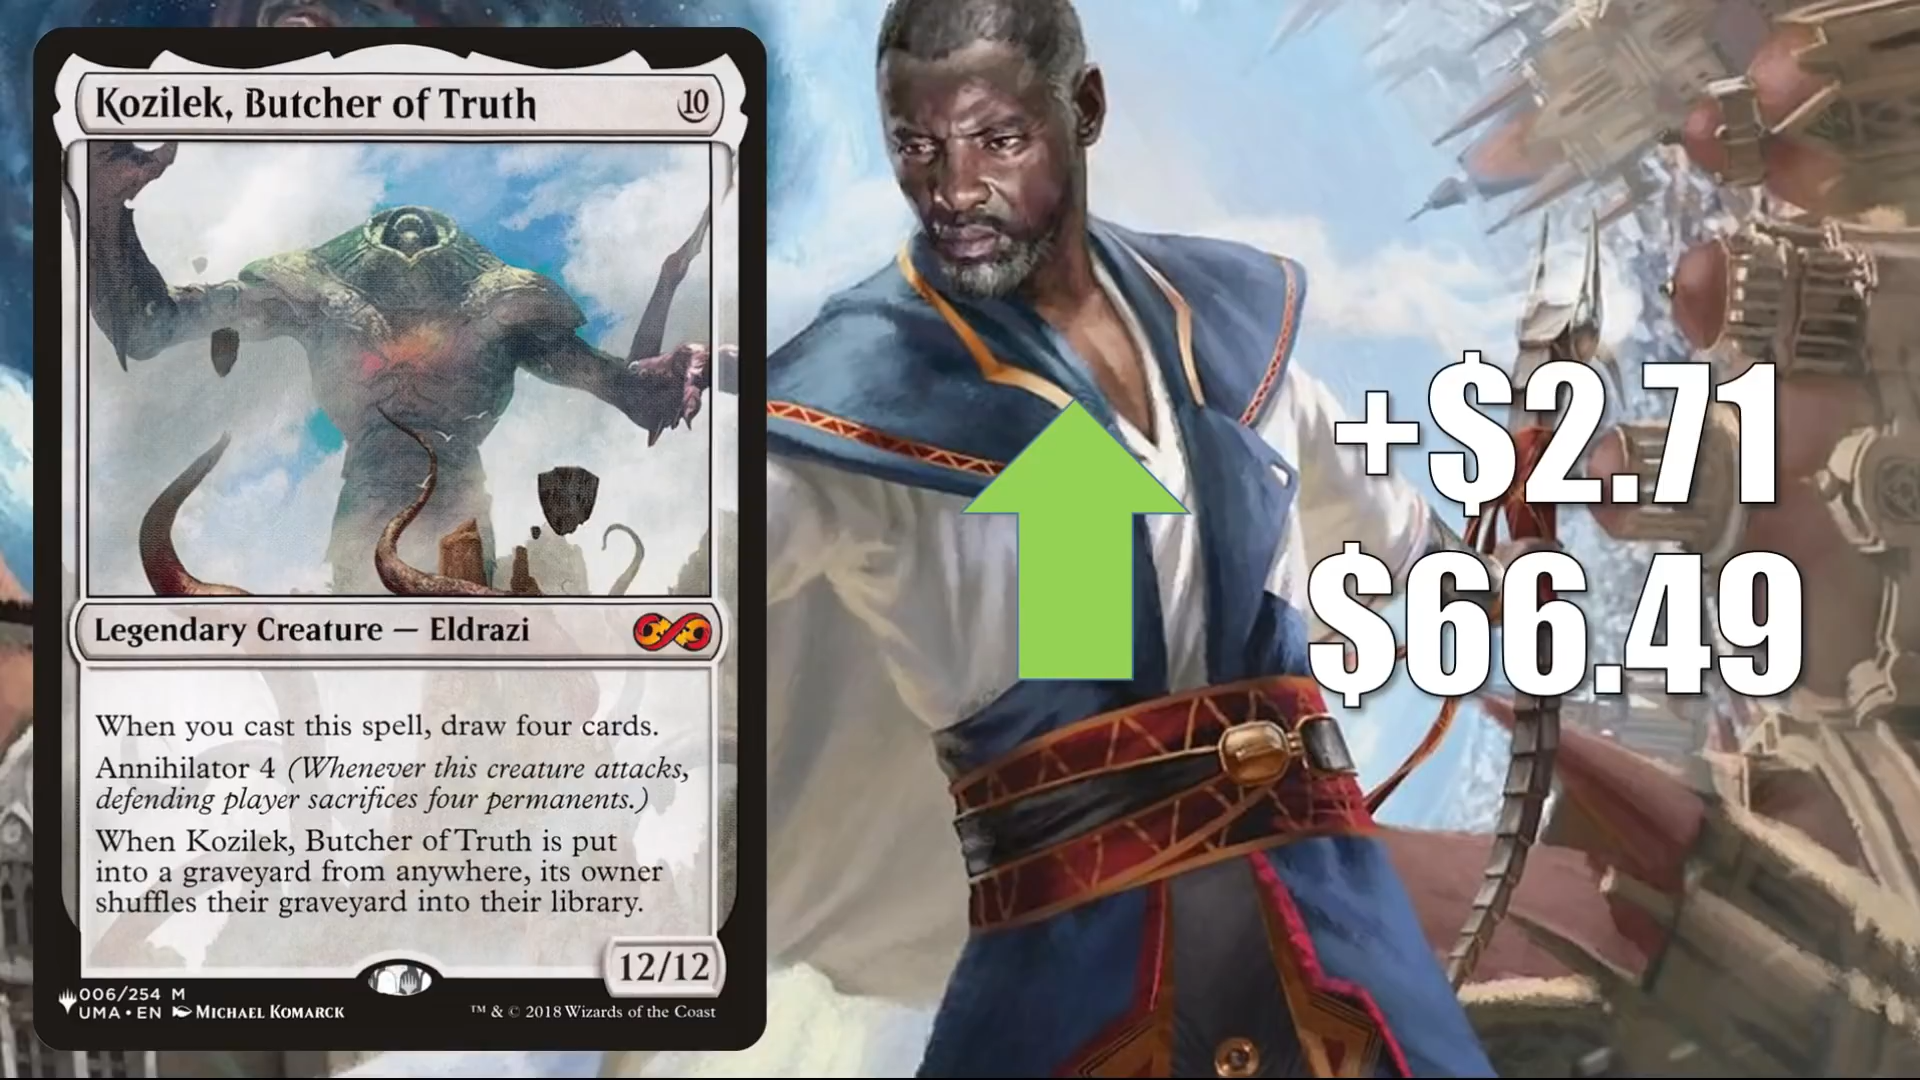 Kozilek, Butcher of Truth
10
Legendary Creature — Eldrazi
When you cast this spell, draw four cards.
Annihilator 4 (Whenever this creature attacks,
defending player sacrifices four permanents.)
When Kozilek, Butcher of Truth is put
into a graveyard from anywhere, its owner
shuffles their graveyard into their library.
12/12
006/254 M
UMA • EN MICHAEL KOMARCK
™ & © 2018 Wizards of the Coast
+$2.71
$66.49